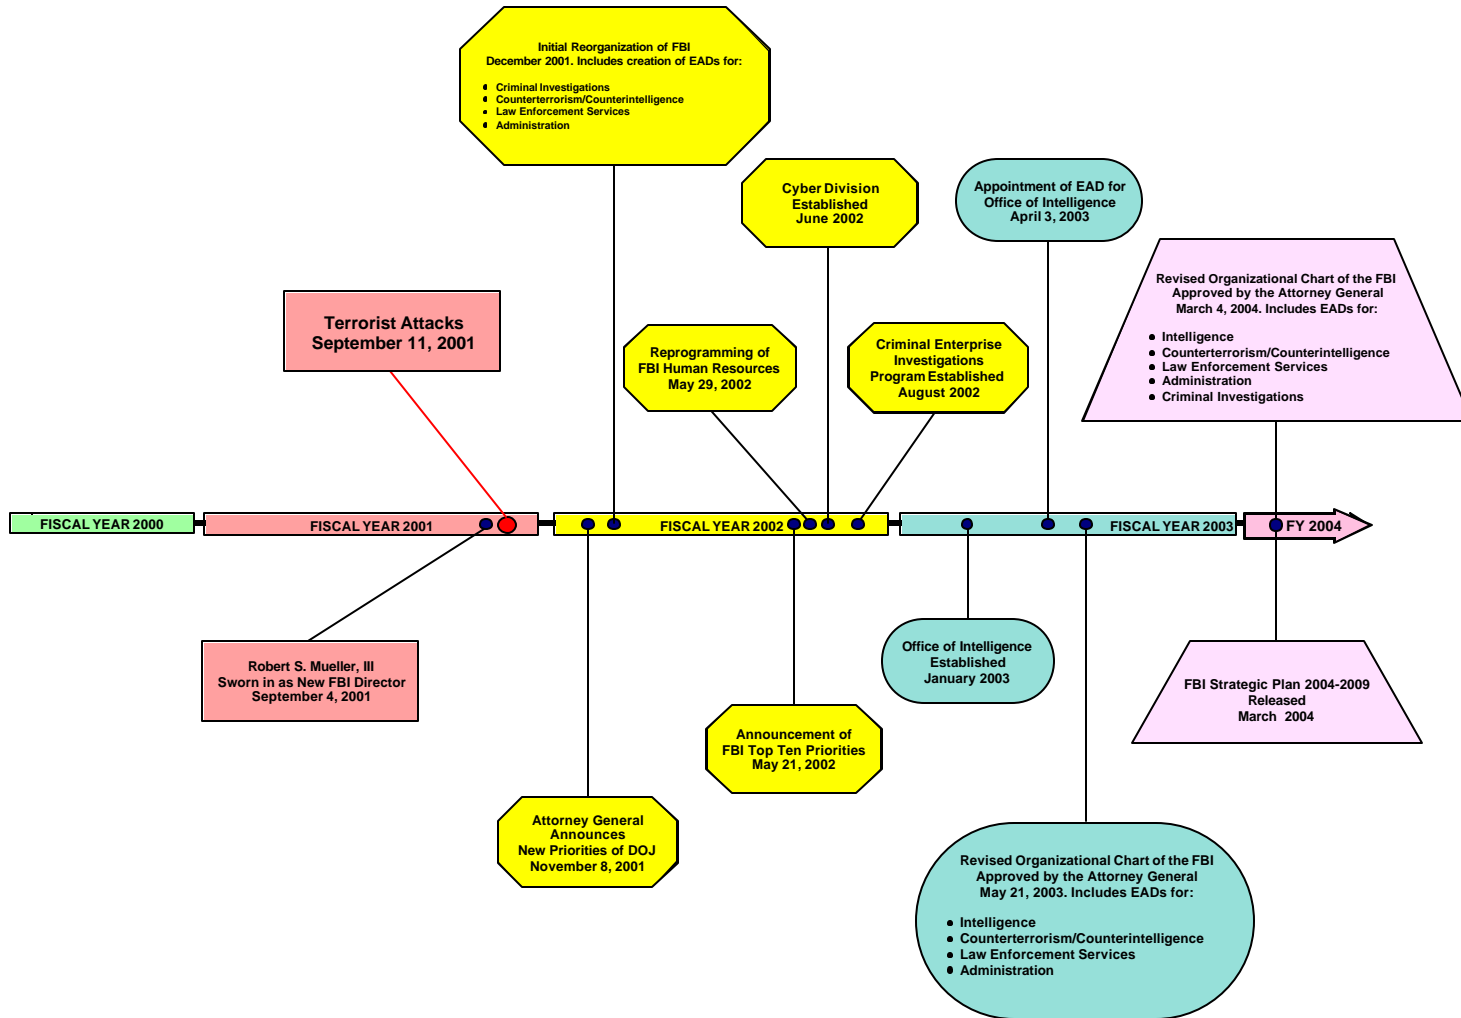 Initial Reorganization of FBI
December 2001. Includes creation of EADs for:
Criminal Investigations
Counterterrorism/Counterintelligence
Law Enforcement Services
Administration
Cyber Division
Established
June 2002
Appointment of EAD for
Office of Intelligence
April 3, 2003
Revised Organizational Chart of the FBI
Approved by the Attorney General
March 4, 2004. Includes EADs for:
Intelligence
Counterterrorism/Counterintelligence
Law Enforcement Services
Administration
Criminal Investigations
Terrorist Attacks
September 11, 2001
Reprogramming of
FBI Human Resources
May 29, 2002
Criminal Enterprise
Investigations
Program Established
August 2002
FISCAL YEAR 2000
FISCAL YEAR 2001
FISCAL YEAR 2002
FISCAL YEAR 2003
FY 2004
Robert S. Mueller, III
Sworn in as New FBI Director
September 4, 2001
Office of Intelligence
Established
January 2003
FBI Strategic Plan 2004-2009
Released
March 2004
Announcement of
FBI Top Ten Priorities
May 21, 2002
Attorney General
Announces
New Priorities of DOJ
November 8, 2001
Revised Organizational Chart of the FBI
Approved by the Attorney General
May 21, 2003. Includes EADs for:
Intelligence
Counterterrorism/Counterintelligence
Law Enforcement Services
Administration